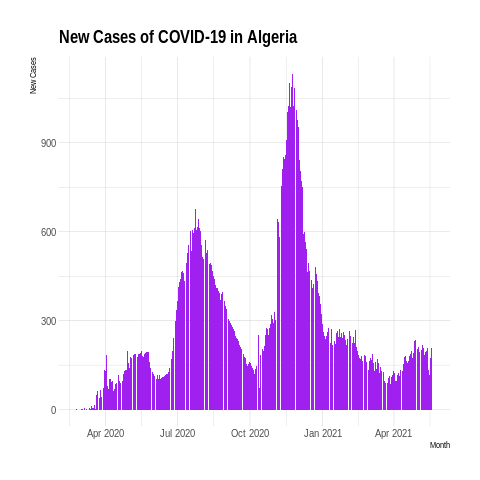 New Cases of COVID-19 in Algeria
New Cases
900
600
300
0
Apr 2020 Jul 2020 Oct 2020 Jan 2021 Apr 2021
Month